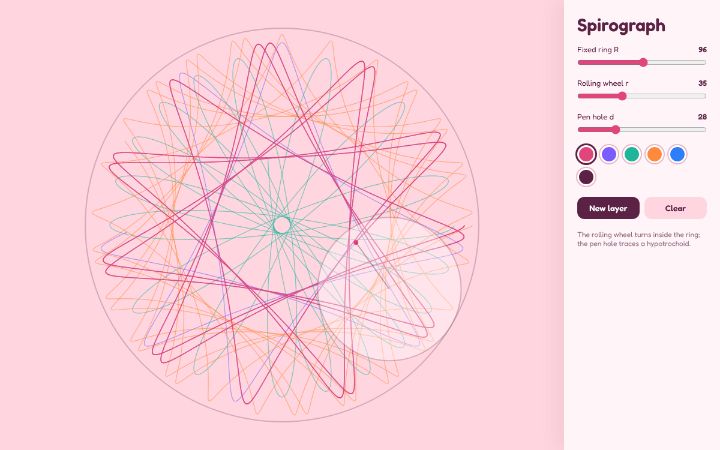 Spirograph
Fixed ring R 96
Rolling wheel r 35
Pen hole d 28
New layer Clear
The rolling wheel turns inside the ring;
the pen hole traces a hypotrochoid.